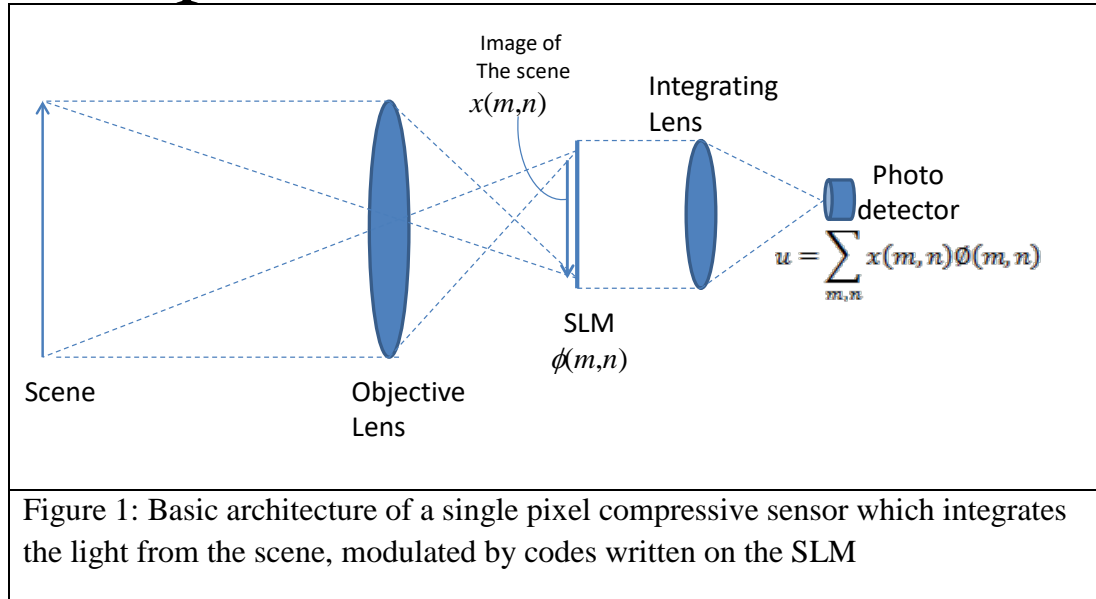 Image of
The scene
x(m,n)
Integrating
Lens
Photo
detector
u = ∑ x(m,n)∅(m,n)
m,n
SLM
ϕ(m,n)
Scene
Objective
Lens
Figure 1: Basic architecture of a single pixel compressive sensor which integrates
the light from the scene, modulated by codes written on the SLM